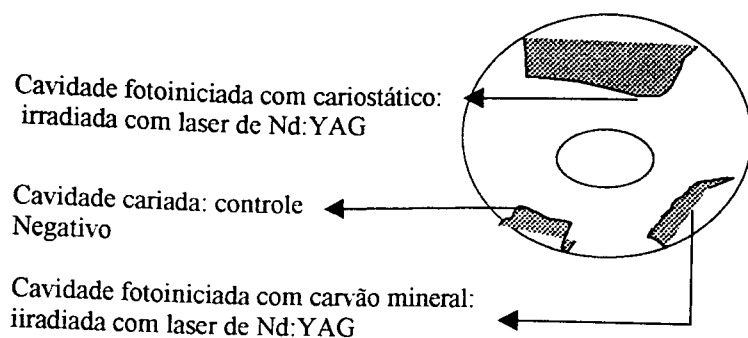 Cavidade fotoiniciada com cariostático:
irradiada com laser de Nd:YAG
Cavidade cariada: controle
Negativo
Cavidade fotoiniciada com carvão mineral:
iiradiada com laser de Nd:YAG